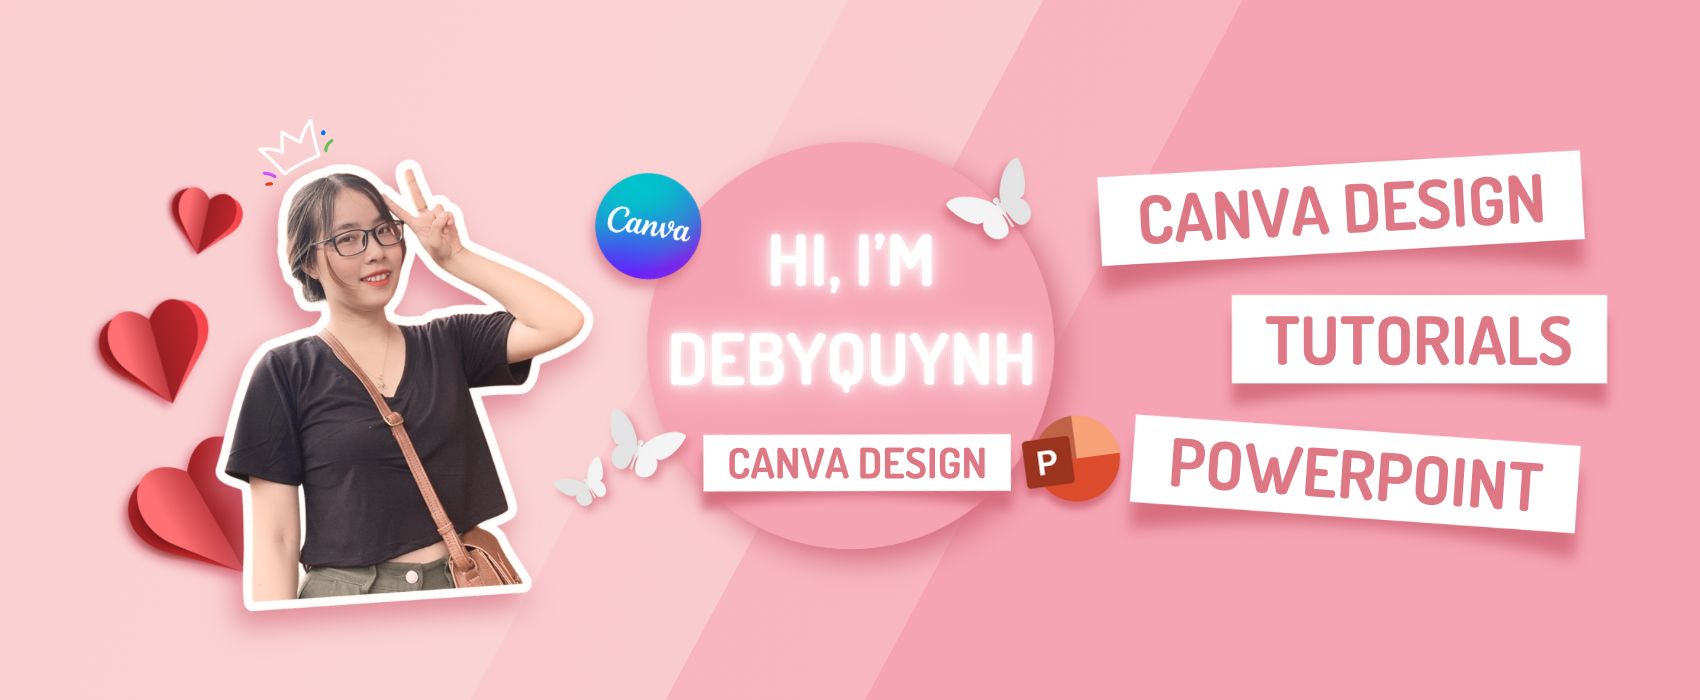 Canva
HI, I'M
DEBYQUYNH
CANVA DESIGN
P
CANVA DESIGN
TUTORIALS
POWERPOINT